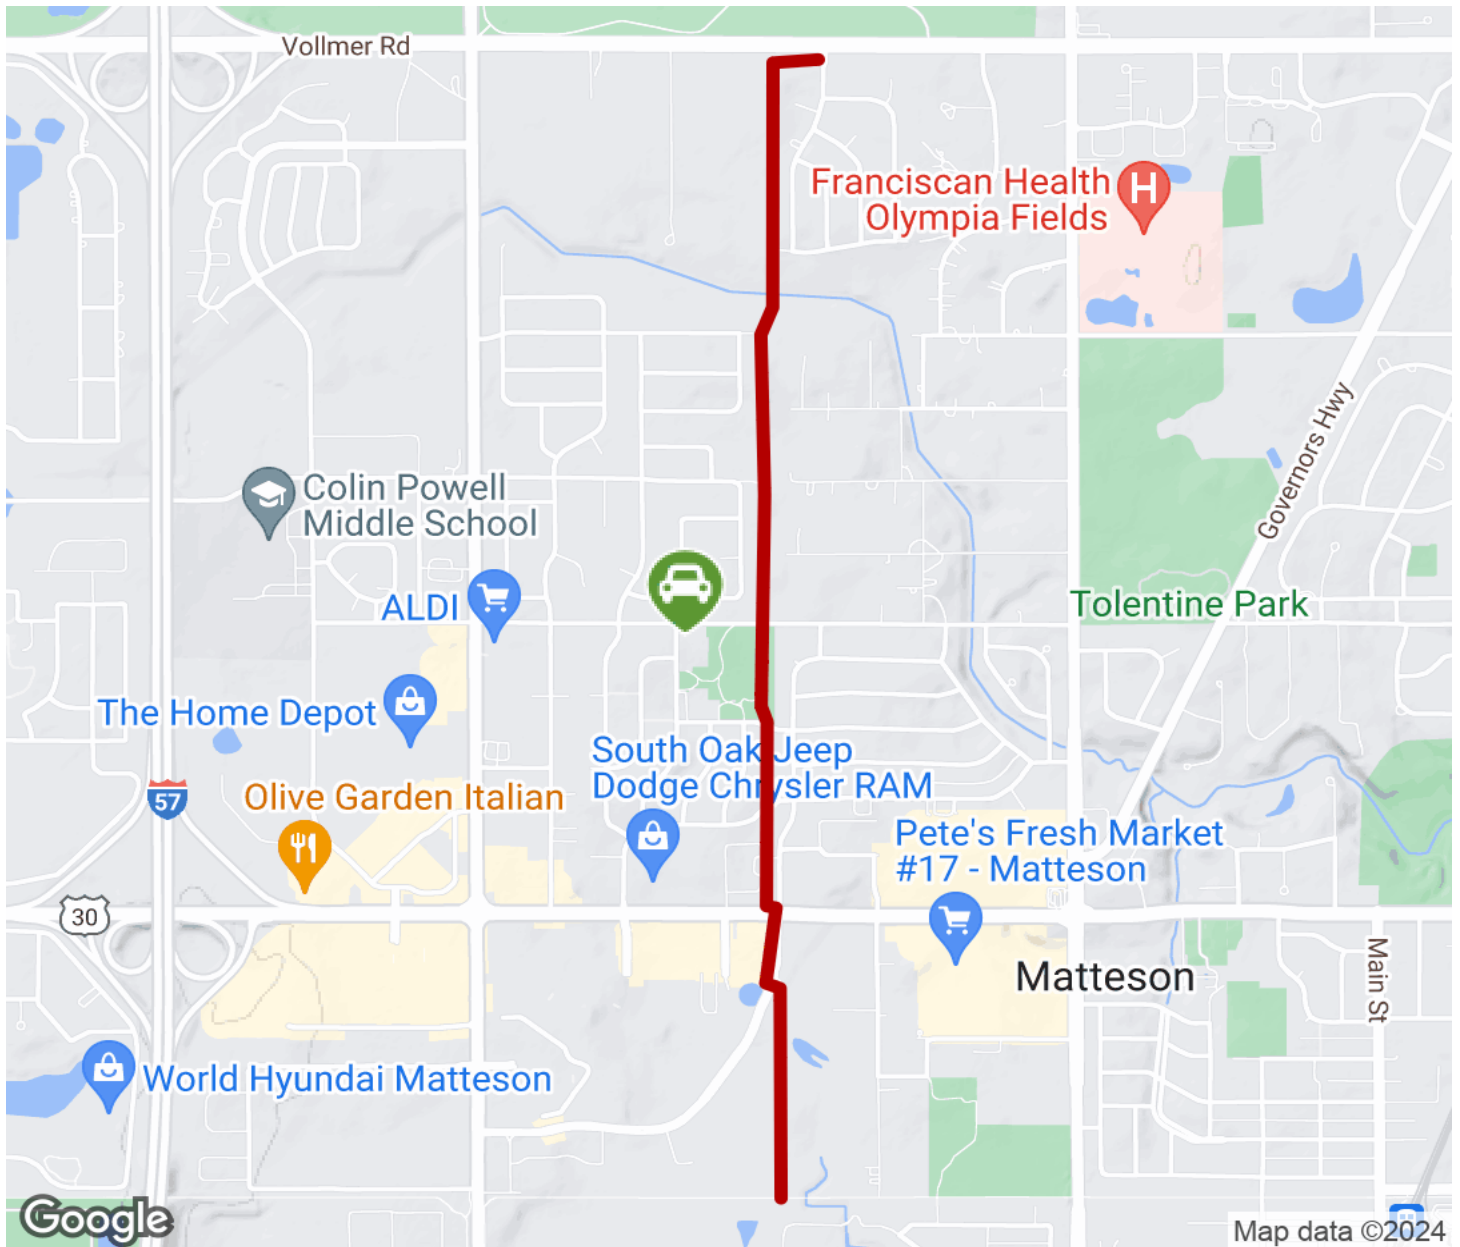 Vollmer Rd
Franciscan Health
Olympia Fields
H
Governors Hwy
Colin Powell
Middle School
ALDI
Tolentine Park
The Home Depot
South Oak Jeep
Dodge Chrysler RAM
57
Olive Garden Italian
Pete's Fresh Market
#17 - Matteson
30
Matteson
Main St
World Hyundai Matteson
Google
Map data ©2024